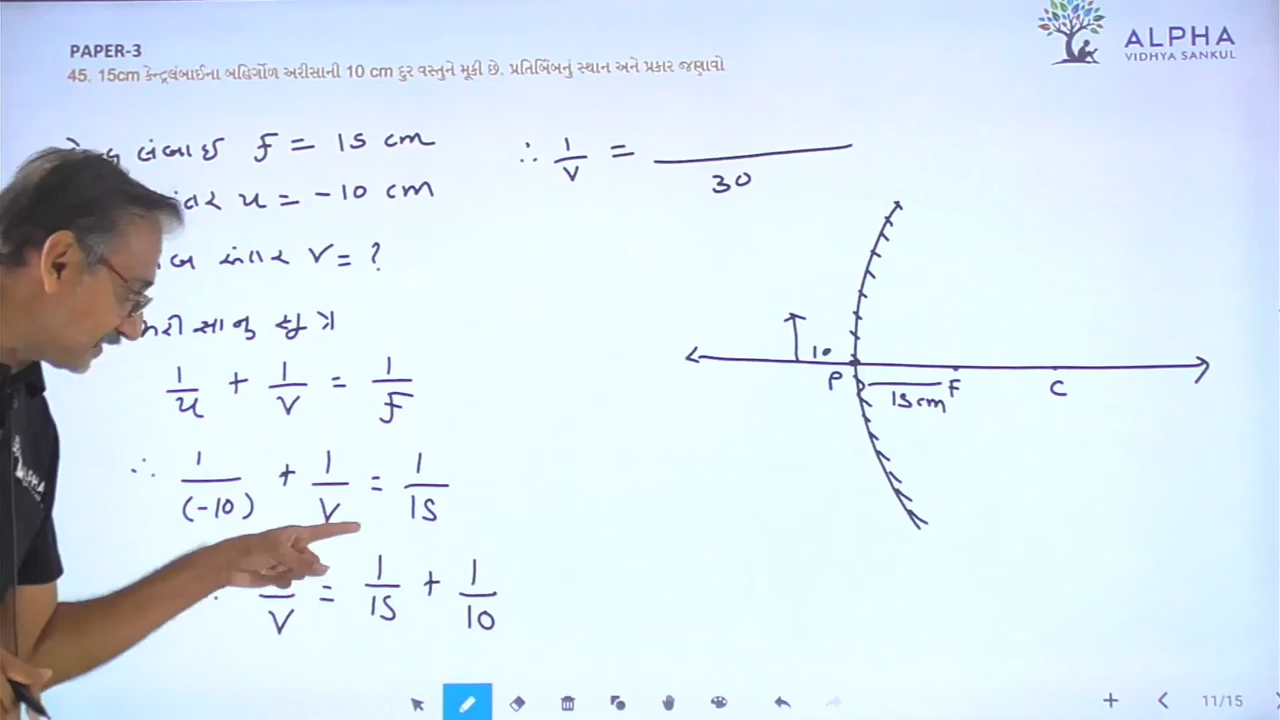 PAPER-3
ALPHA
VIDHYA SANKUL
45. 15cm કેન્દ્રલંબાઈના બહિર્ગોળ અરીસાની 10 cm દુર વસ્તુને મૂકી છે. પ્રતિબિંબનું સ્થાન અને પ્રકાર જણાવો
લંબાઈ f = 15 cm
u = -10 cm
અંતર v = ?
સૂત્ર
1/u + 1/v = 1/f
∴ 1/(-10) + 1/v = 1/15
/v = 1/15 + 1/10
∴ 1/v = /30
10
P
15cm
F
C
11/15